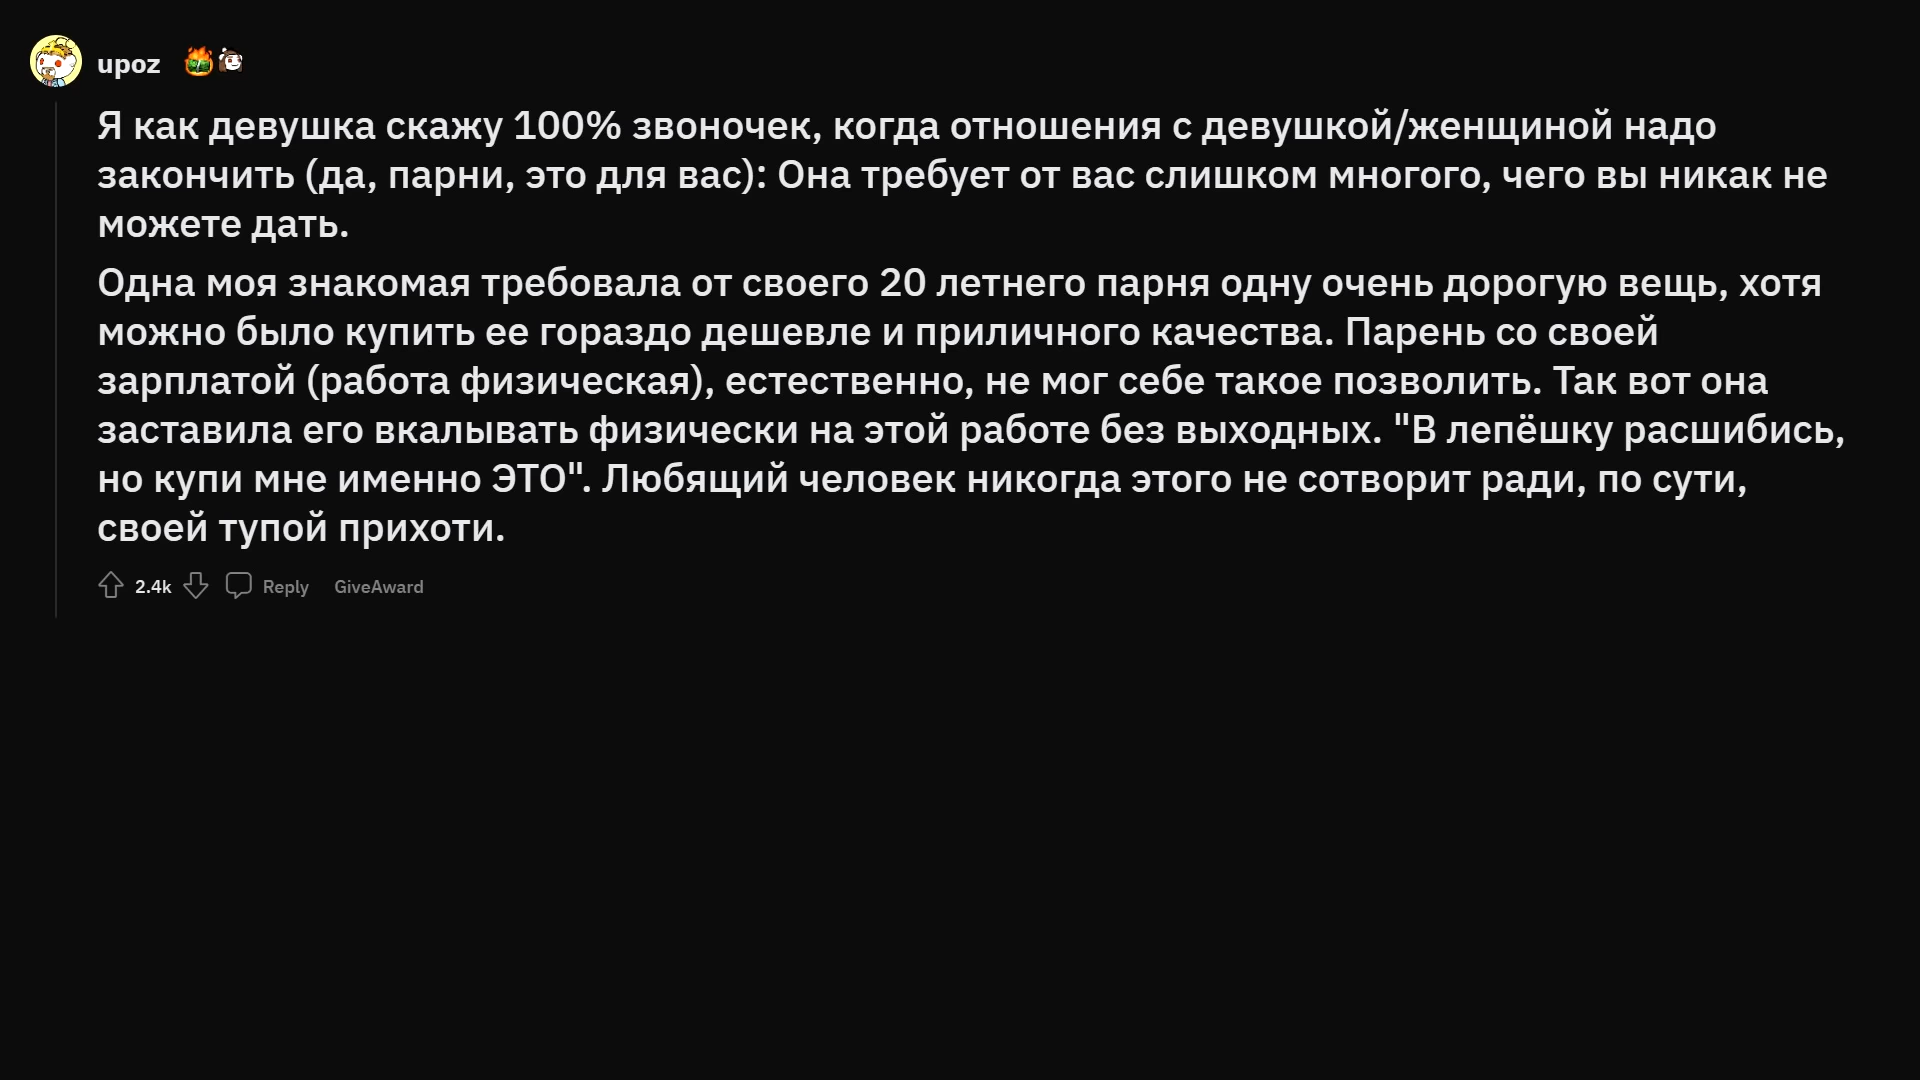 upoz
Я как девушка скажу 100% звоночек, когда отношения с девушкой/женщиной надо
закончить (да, парни, это для вас): Она требует от вас слишком многого, чего вы никак не
можете дать.
Одна моя знакомая требовала от своего 20 летнего парня одну очень дорогую вещь, хотя
можно было купить ее гораздо дешевле и приличного качества. Парень со своей
зарплатой (работа физическая), естественно, не мог себе такое позволить. Так вот она
заставила его вкалывать физически на этой работе без выходных. "В лепёшку расшибись,
но купи мне именно ЭТО". Любящий человек никогда этого не сотворит ради, по сути,
своей тупой прихоти.
2.4k Reply GiveAward